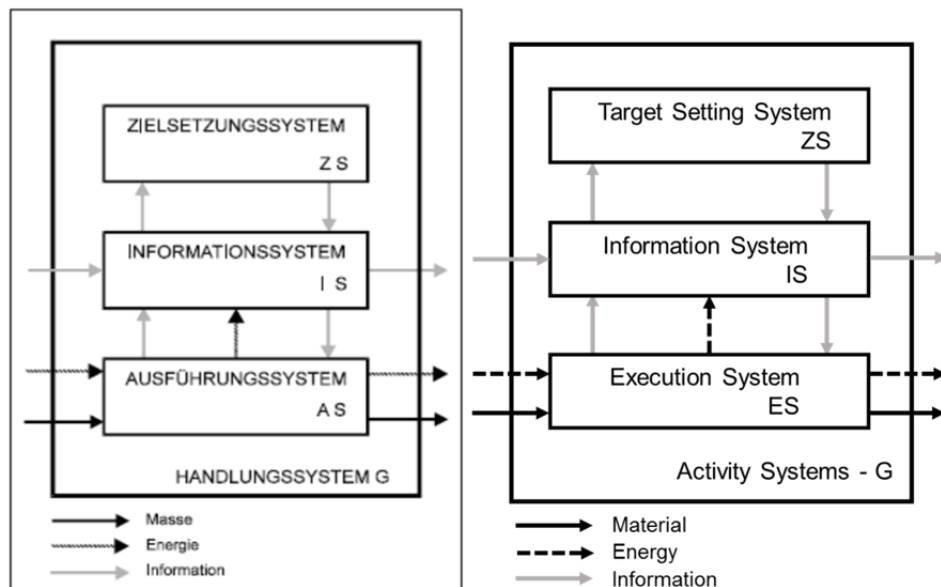 ZIELSETZUNGSSYSTEM
Z S
INFORMATIONSSYSTEM
I S
AUSFÜHRUNGSSYSTEM
A S
HANDLUNGSSYSTEM G
Masse
Energie
Information
Target Setting System
ZS
Information System
IS
Execution System
ES
Activity Systems - G
Material
Energy
Information